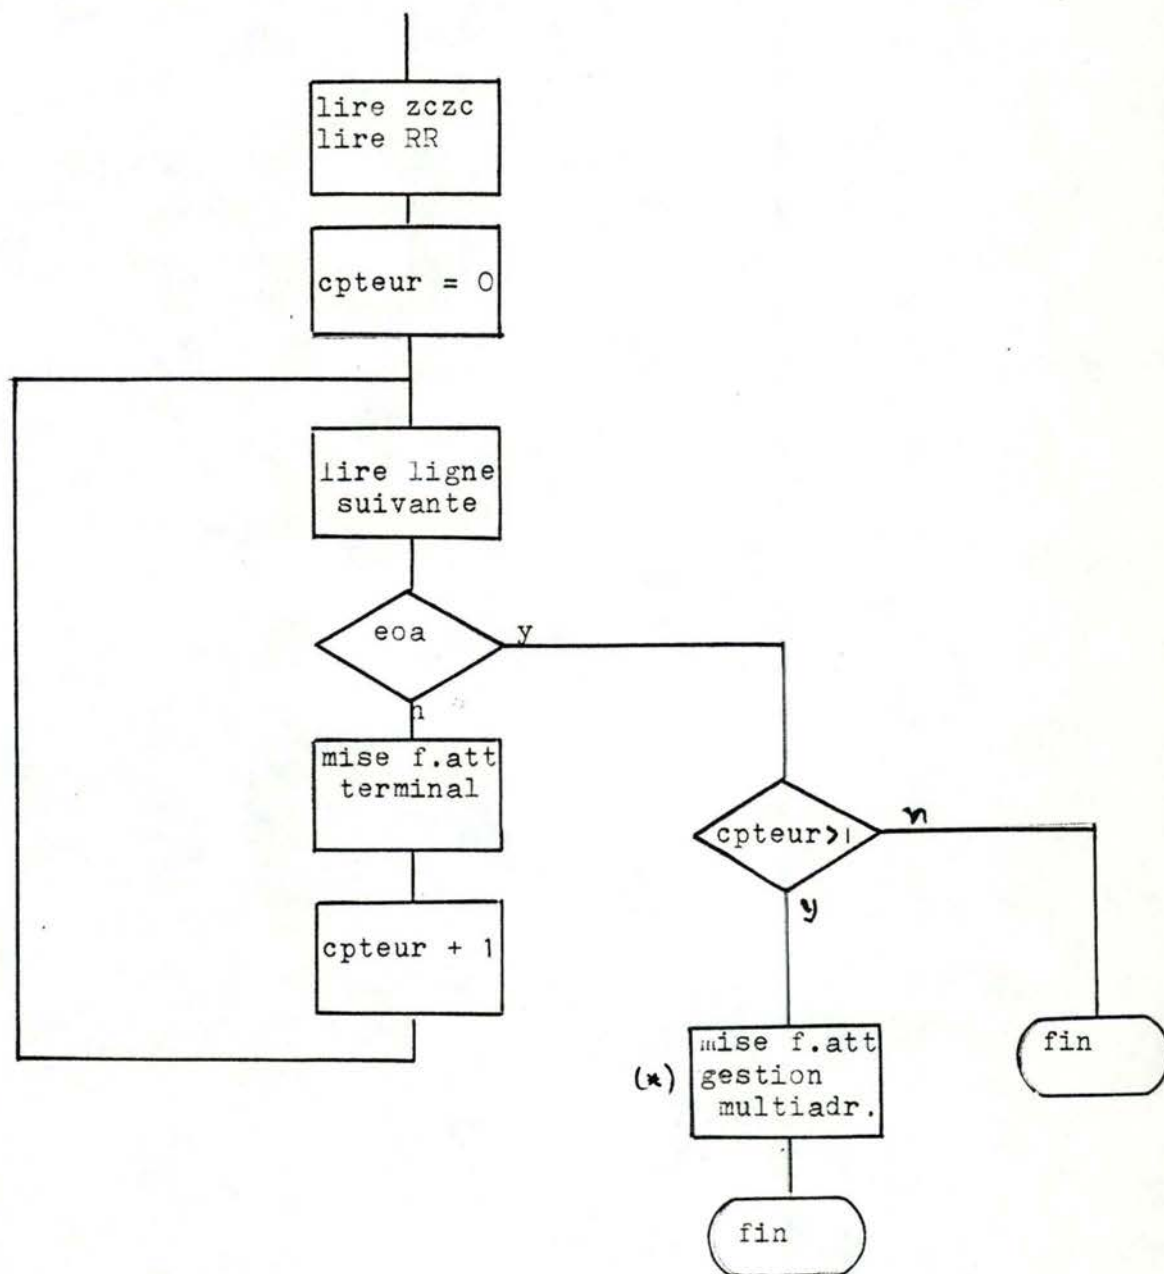 lire zczc
lire RR
cpteur = 0
lire ligne
suivante
eoa
y
n
mise f.att
terminal
cpteur + 1
cpteur>1
n
y
(*)
mise f.att
gestion
multiadr.
fin
fin